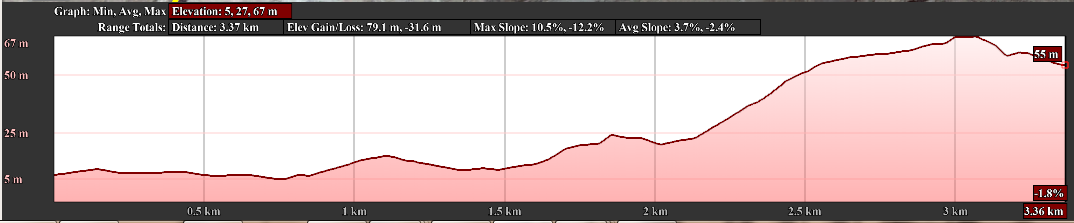 Graph: Min, Avg, Max Elevation: 5, 27, 67 m
Range Totals: Distance: 3.37 km Elev Gain/Loss: 79.1 m, -31.6 m Max Slope: 10.5%, -12.2% Avg Slope: 3.7%, -2.4%
67 m
55 m
50 m
25 m
5 m
-1.8%
0.5 km 1 km 1.5 km 2 km 2.5 km 3 km 3.36 km